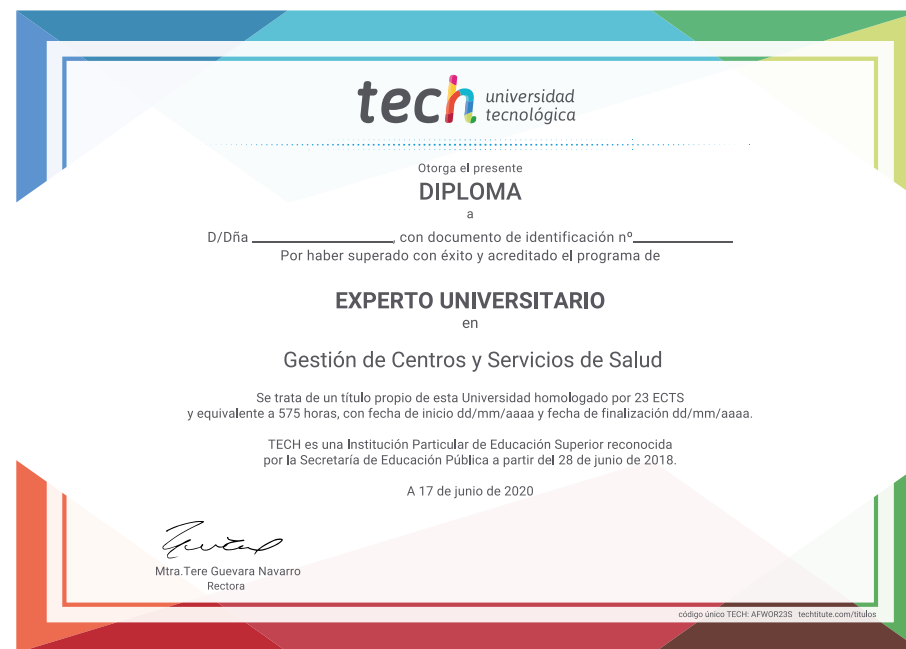 tech universidad
tecnológica
Otorga el presente
DIPLOMA
a
D/Dña ____________________, con documento de identificación nº______________
Por haber superado con éxito y acreditado el programa de
EXPERTO UNIVERSITARIO
en
Gestión de Centros y Servicios de Salud
Se trata de un título propio de esta Universidad homologado por 23 ECTS
y equivalente a 575 horas, con fecha de inicio dd/mm/aaaa y fecha de finalización dd/mm/aaaa.
TECH es una Institución Particular de Educación Superior reconocida
por la Secretaría de Educación Pública a partir del 28 de junio de 2018.
A 17 de junio de 2020
Mtra.Tere Guevara Navarro
Rectora
código único TECH: AFWOR23S techtitute.com/titulos